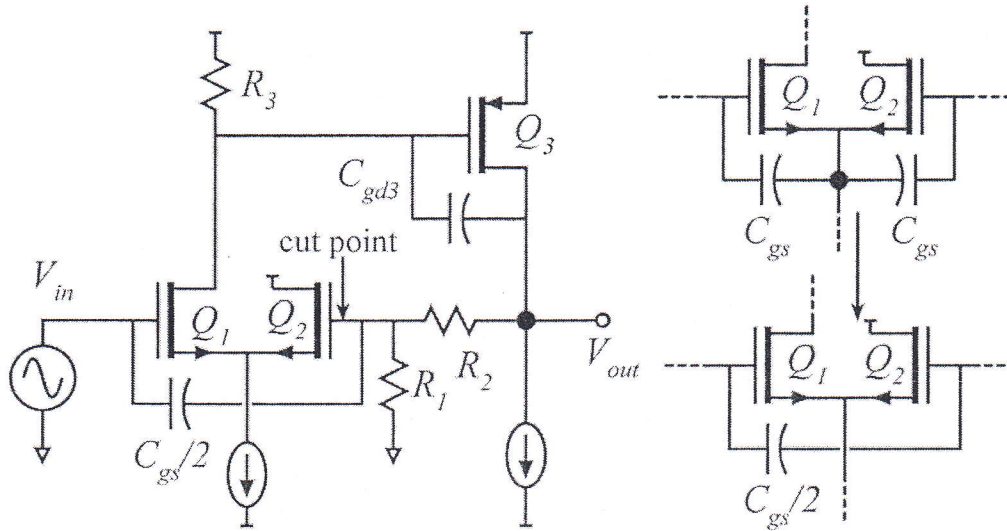 R3
Q3
Cgd3
cut point
Vin
Q1
Q2
R2
R1
Vout
Cgs/2
Q1
Q2
Cgs
Cgs
Q1
Q2
Cgs/2